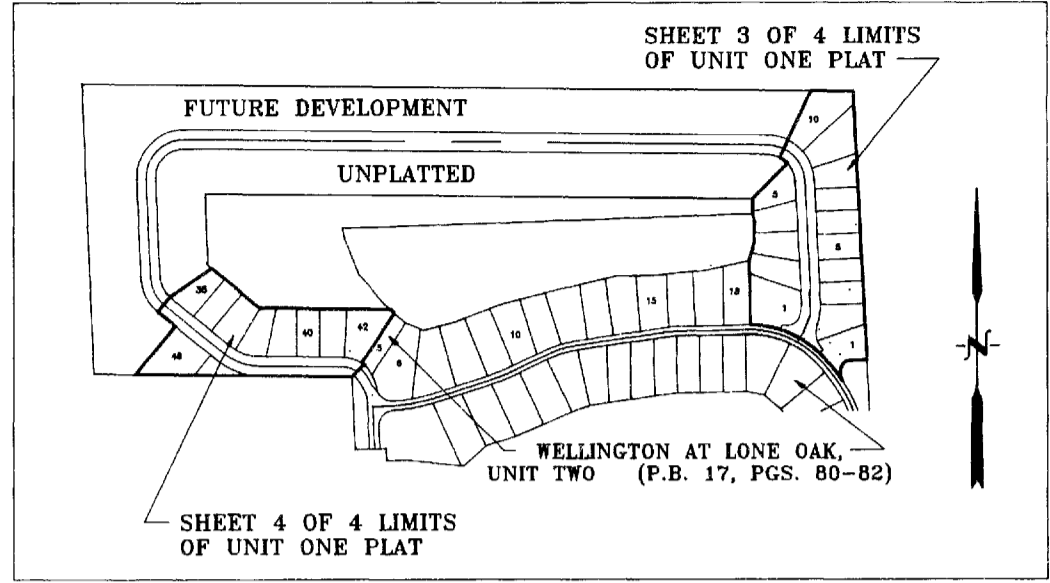 SHEET 3 OF 4 LIMITS
OF UNIT ONE PLAT
FUTURE DEVELOPMENT
UNPLATTED
10
5
6
1
1
36
40
42
48
5
6
10
15
18
N
WELLINGTON AT LONE OAK,
UNIT TWO (P.B. 17, PGS. 80-82)
SHEET 4 OF 4 LIMITS
OF UNIT ONE PLAT